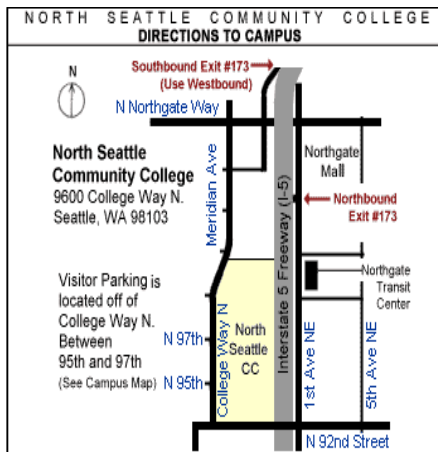 NORTH SEATTLE COMMUNITY COLLEGE
DIRECTIONS TO CAMPUS
Southbound Exit #173
(Use Westbound)
N
N Northgate Way
North Seattle
Community College
9600 College Way N.
Seattle, WA 98103
Meridian Ave
Interstate 5 Freeway (I-5)
Northgate
Mall
Northbound
Exit #173
Visitor Parking is
located off of
College Way N.
Between
95th and 97th
(See Campus Map)
N 97th
N 95th
College Way N
North
Seattle
CC
1st Ave NE
Northgate
Transit
Center
5th Ave NE
N 92nd Street